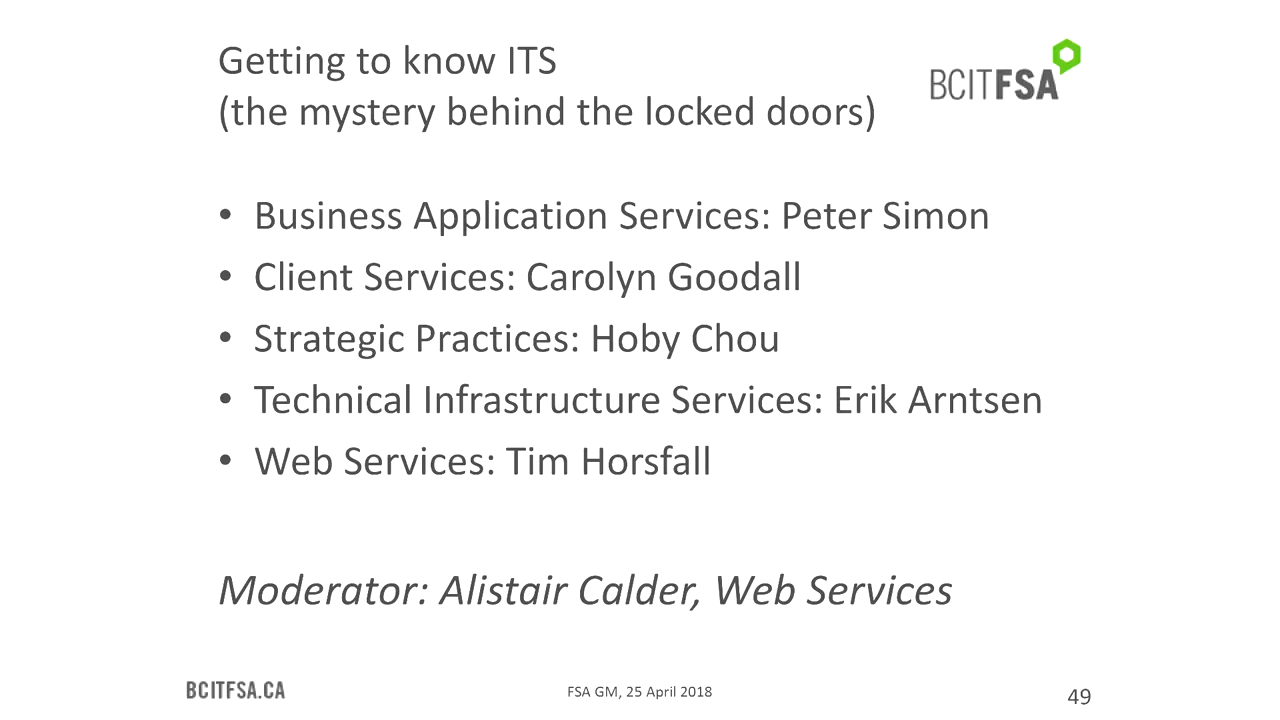 Getting to know ITS
(the mystery behind the locked doors)
BCITFSA
• Business Application Services: Peter Simon
• Client Services: Carolyn Goodall
• Strategic Practices: Hoby Chou
• Technical Infrastructure Services: Erik Arntsen
• Web Services: Tim Horsfall
Moderator: Alistair Calder, Web Services
BCITFSA.CA
FSA GM, 25 April 2018
49